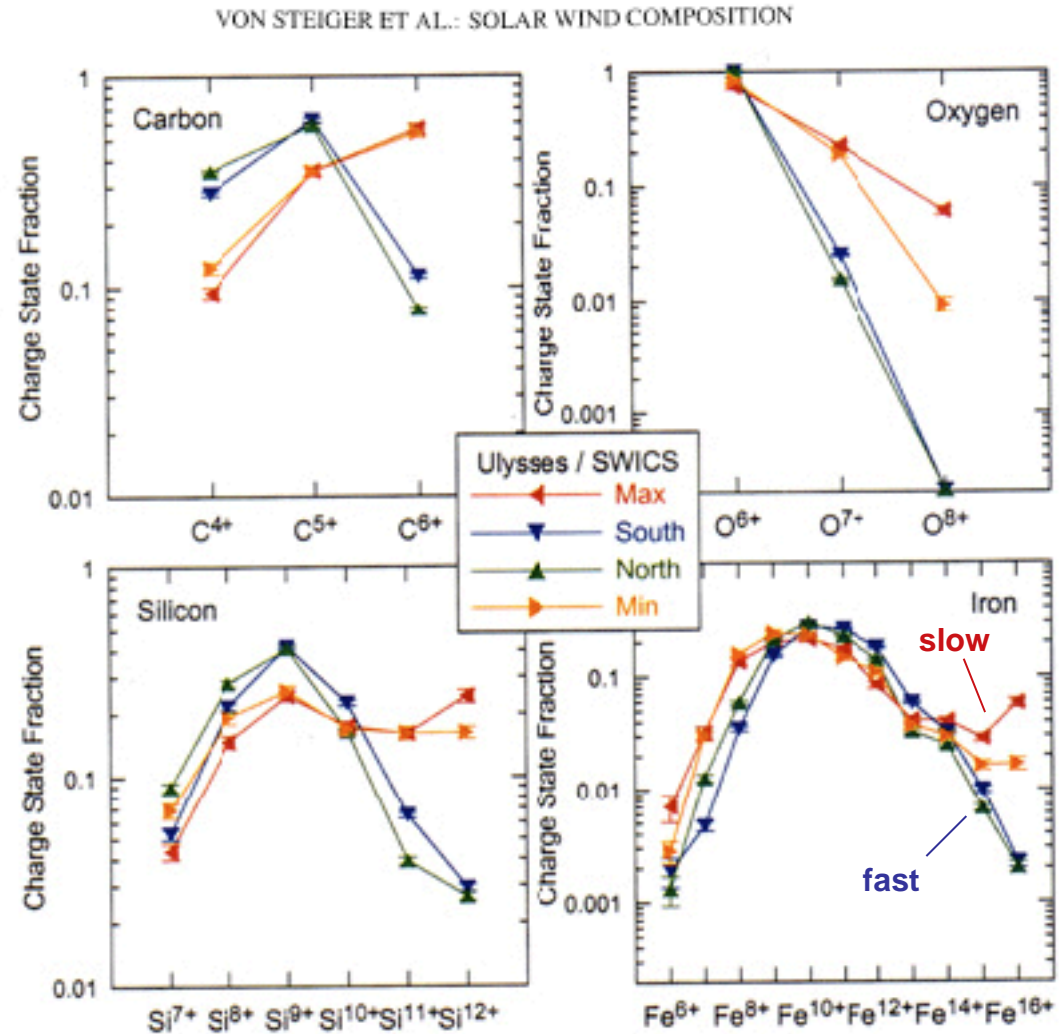 VON STEIGER ET AL.: SOLAR WIND COMPOSITION
1
Carbon
0.1
0.01
Charge State Fraction
C4+ C5+ C6+
1
Oxygen
0.1
0.01
0.001
Charge State Fraction
O6+ O7+ O8+
Ulysses / SWICS
Max
South
North
Min
1
Silicon
0.1
0.01
Charge State Fraction
Si7+ Si8+ Si9+ Si10+ Si11+ Si12+
Iron
slow
0.1
0.01
fast
0.001
Charge State Fraction
Fe6+ Fe8+ Fe10+ Fe12+ Fe14+ Fe16+